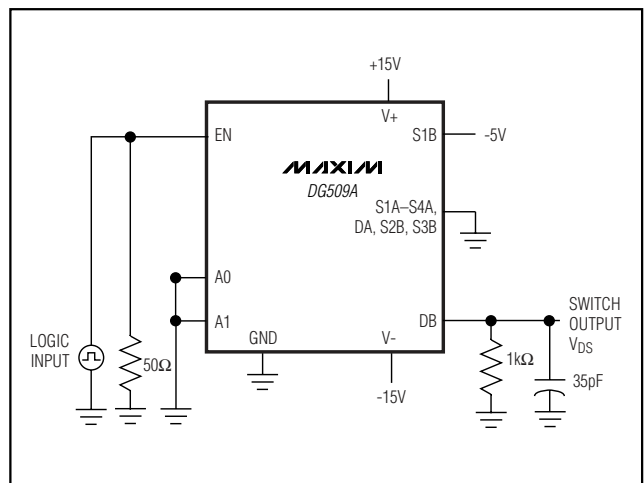 +15V
V+
EN
S1B
-5V
MAXIM
DG509A
S1A–S4A,
DA, S2B, S3B
A0
A1
DB
SWITCH
OUTPUT
VDS
LOGIC
INPUT
50Ω
GND
V-
1kΩ
35pF
-15V